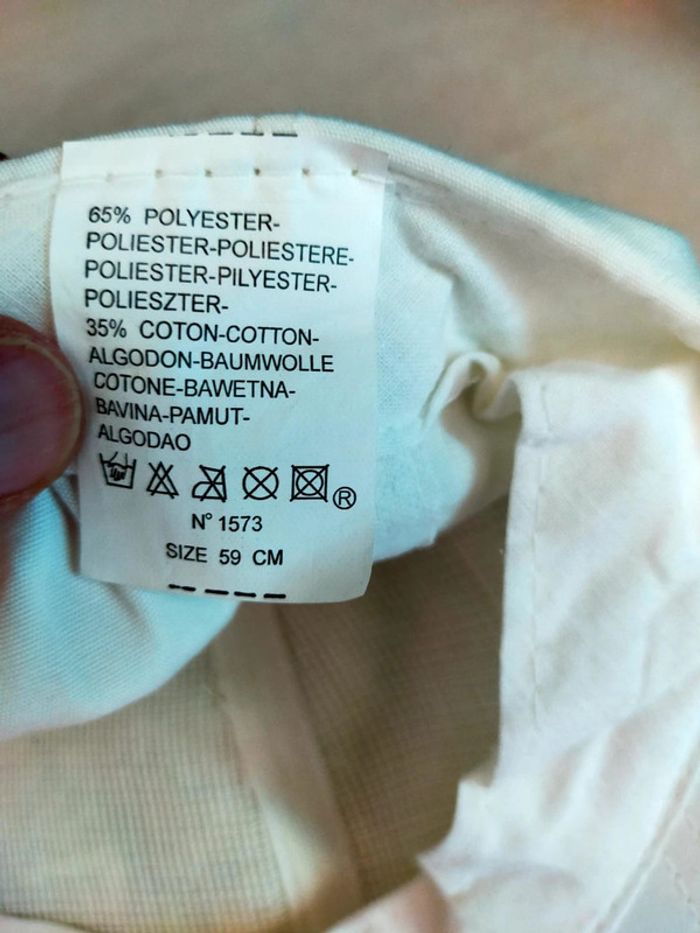 65% POLYESTER-
POLIESTER-POLIESTERE-
POLIESTER-PILYESTER-
POLIESZTER-
35% COTON-COTTON-
ALGODON-BAUMWOLLE
COTONE-BAWETNA-
BAVINA-PAMUT-
ALGODAO
®
N° 1573
SIZE 59 CM